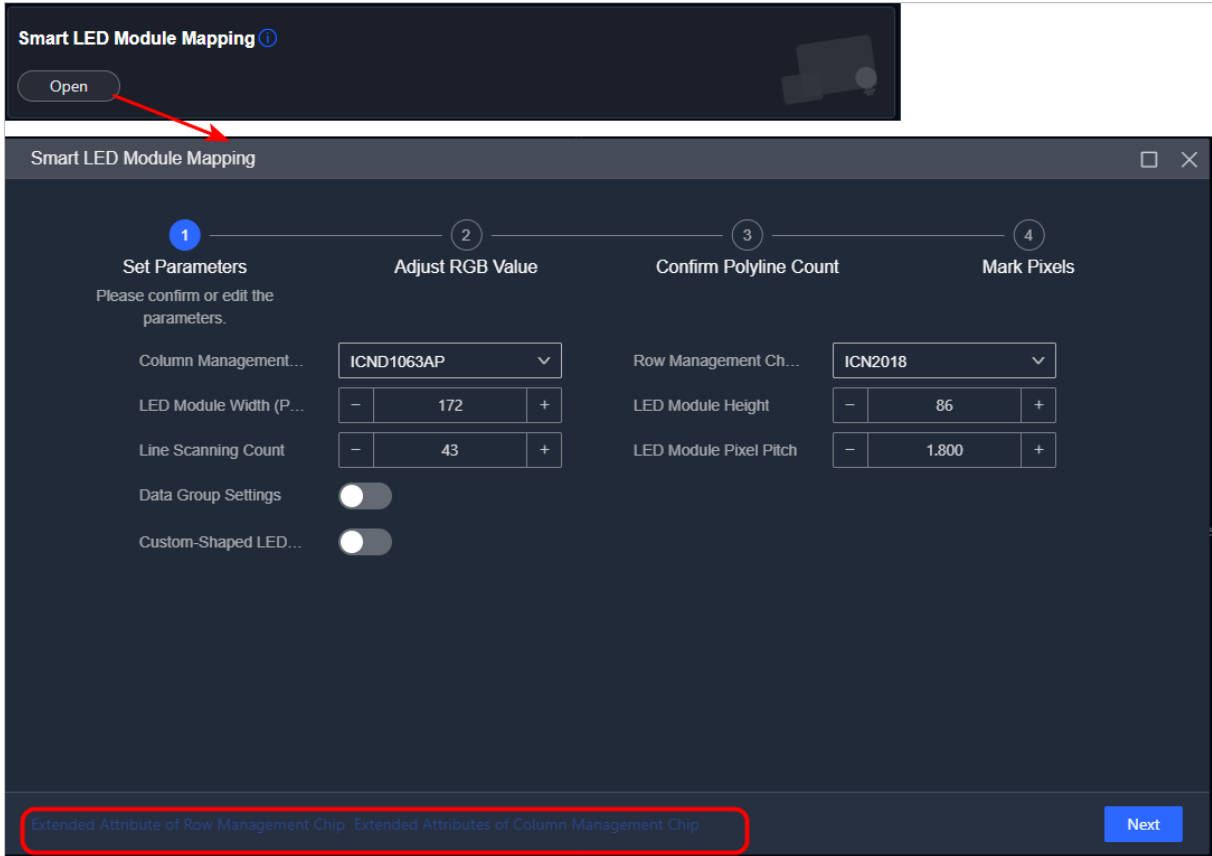 Smart LED Module Mapping
Open
Smart LED Module Mapping
1 2 3 4
Set Parameters Adjust RGB Value Confirm Polyline Count Mark Pixels
Please confirm or edit the
parameters.
Column Management... ICND1063AP Row Management Ch... ICN2018
LED Module Width (P... − 172 + LED Module Height − 86 +
Line Scanning Count − 43 + LED Module Pixel Pitch − 1.800 +
Data Group Settings
Custom-Shaped LED...
Extended Attribute of Row Management Chip Extended Attributes of Column Management Chip Next